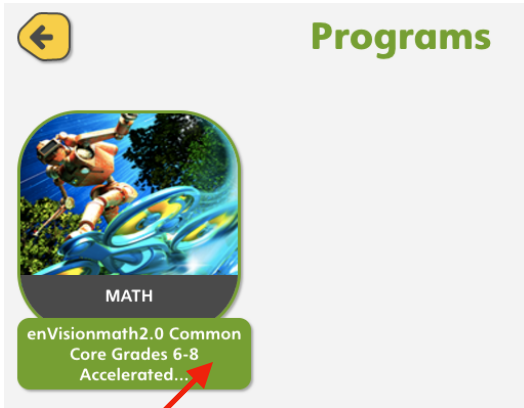 Programs
MATH
enVisionmath2.0 Common
Core Grades 6-8
Accelerated...